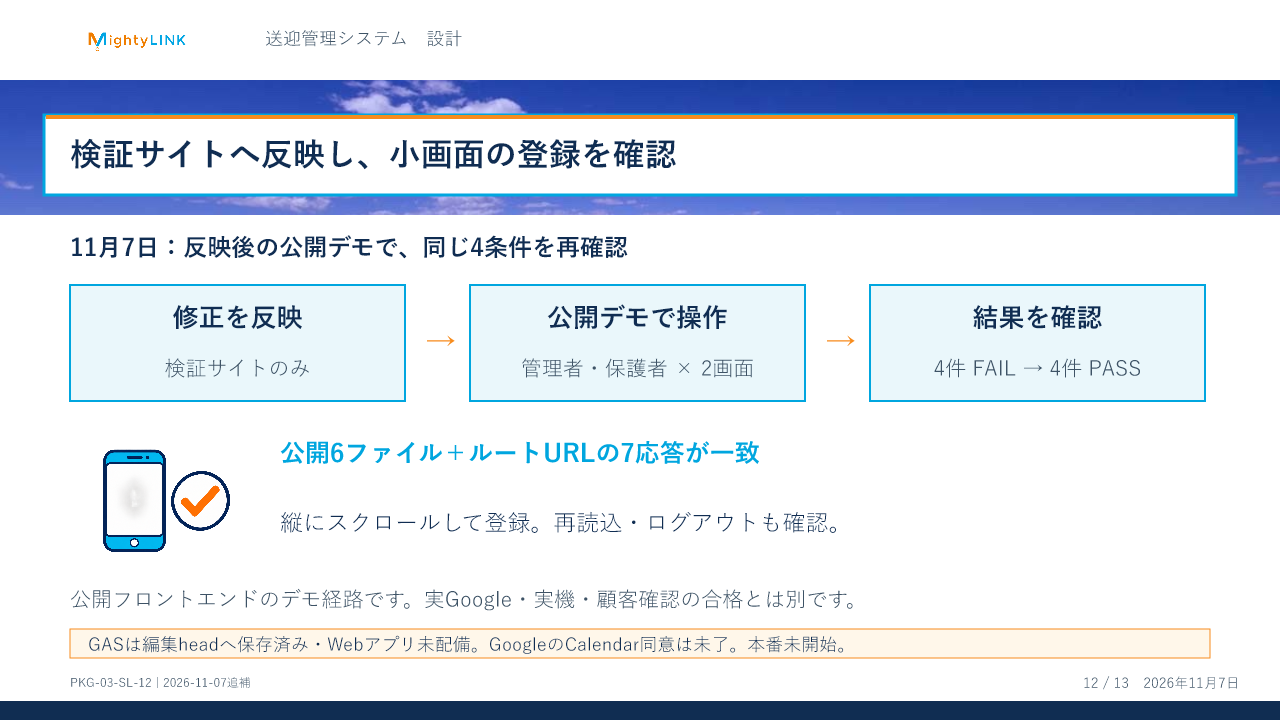 MightyLINK
送迎管理システム　設計
検証サイトへ反映し、小画面の登録を確認
11月7日：反映後の公開デモで、同じ4条件を再確認
修正を反映
検証サイトのみ
→
公開デモで操作
管理者・保護者 × 2画面
→
結果を確認
4件 FAIL → 4件 PASS
公開6ファイル＋ルートURLの7応答が一致
縦にスクロールして登録。再読込・ログアウトも確認。
公開フロントエンドのデモ経路です。実Google・実機・顧客確認の合格とは別です。
GASは編集headへ保存済み・Webアプリ未配備。GoogleのCalendar同意は未了。本番未開始。
PKG-03-SL-12 | 2026-11-07追補
12 / 13　2026年11月7日